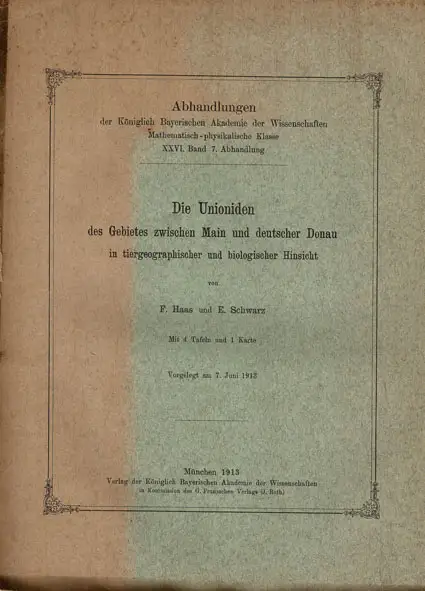 Abhandlungen
der Königlich Bayerischen Akademie der Wissenschaften
Mathematisch-physikalische Klasse
XXVI. Band 7. Abhandlung
Die Unioniden
des Gebietes zwischen Main und deutscher Donau
in tiergeographischer und biologischer Hinsicht
von
F. Haas und E. Schwarz
Mit 4 Tafeln und 1 Karte
Vorgelegt am 7. Juni 1913
München 1913
Verlag der Königlich Bayerischen Akademie der Wissenschaften
in Kommission des G. Franzschen Verlags (J. Roth)